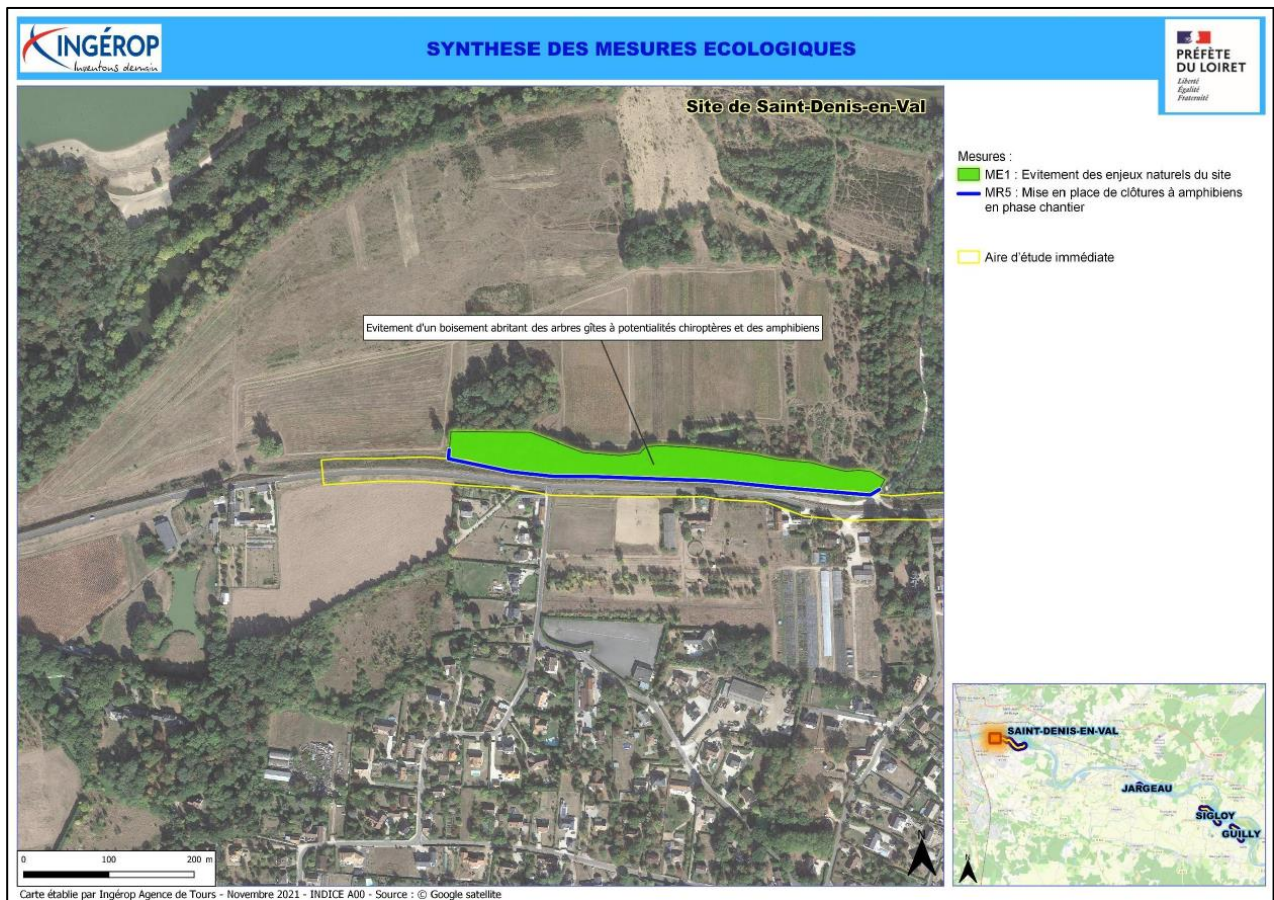 INGÉROP
Inventons demain
SYNTHESE DES MESURES ECOLOGIQUES
PRÉFÈTE
DU LOIRET
Liberté
Égalité
Fraternité
Site de Saint-Denis-en-Val
Mesures :
ME1 : Evitement des enjeux naturels du site
MR5 : Mise en place de clôtures à amphibiens
en phase chantier
Aire d'étude immédiate
Evitement d'un boisement abritant des arbres gîtes à potentialités chiroptères et des amphibiens
SAINT-DENIS-EN-VAL
JARGEAU
SIGLOY
GUILLY
N
0 100 200 m
Carte établie par Ingérop Agence de Tours - Novembre 2021 - INDICE A00 - Source : © Google satellite